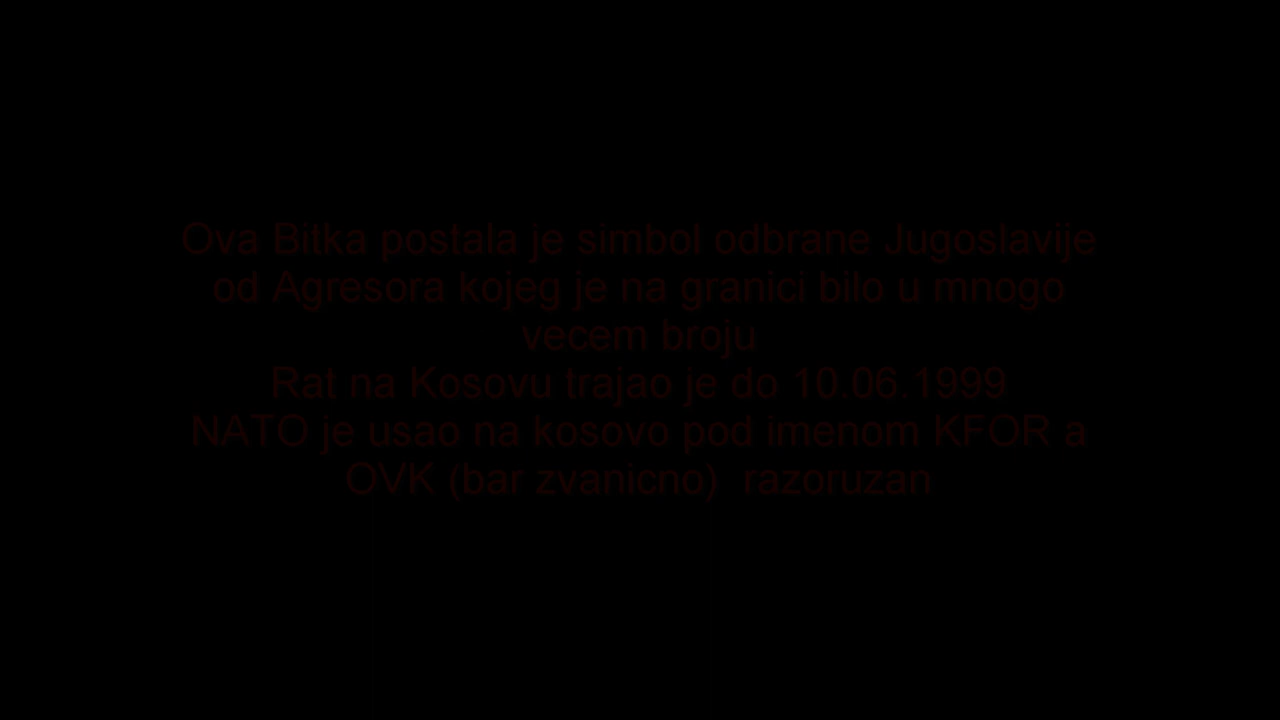 Ova Bitka postala je simbol odbrane Jugoslavije
od Agresora kojeg je na granici bilo u mnogo
vecem broju
Rat na Kosovu trajao je do 10.06.1999
NATO je usao na kosovo pod imenom KFOR a
OVK (bar zvanicno)  razoruzan